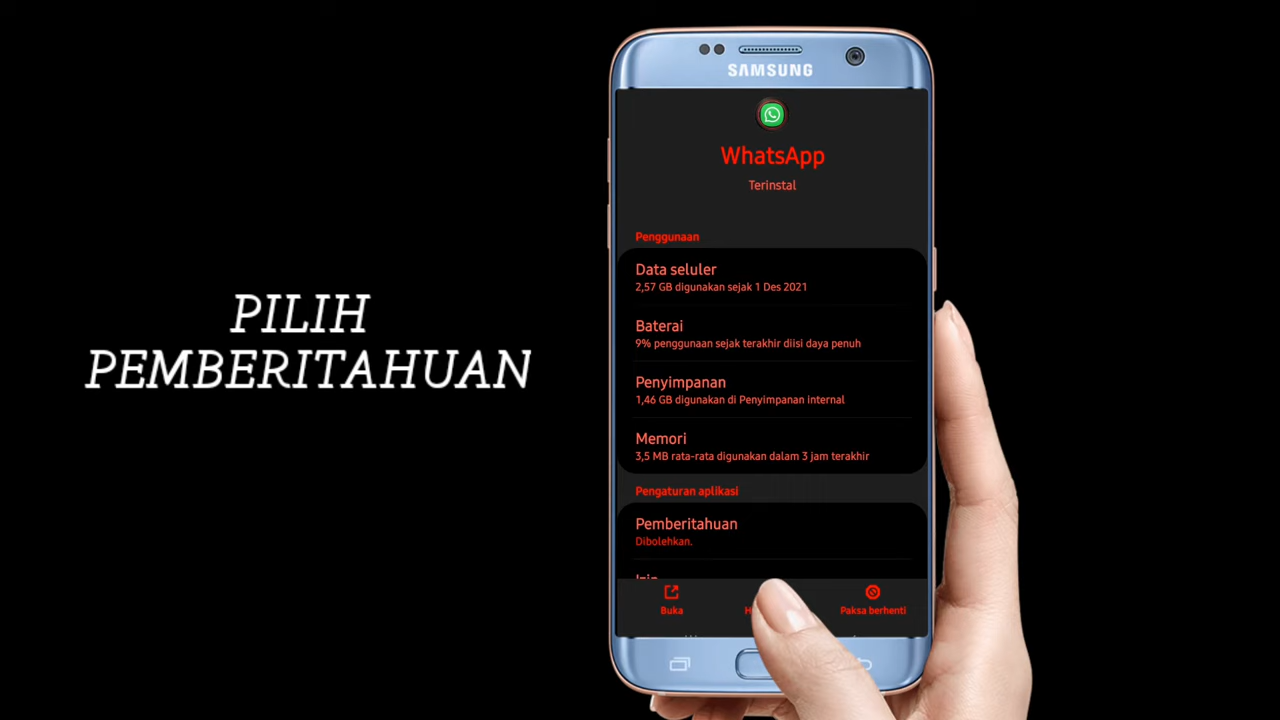 PILIH
PEMBERITAHUAN
SAMSUNG
WhatsApp
Terinstal
Penggunaan
Data seluler
2,57 GB digunakan sejak 1 Des 2021
Baterai
9% penggunaan sejak terakhir diisi daya penuh
Penyimpanan
1,46 GB digunakan di Penyimpanan internal
Memori
3,5 MB rata-rata digunakan dalam 3 jam terakhir
Pengaturan aplikasi
Pemberitahuan
Dibolehkan.
Buka
Paksa berhenti